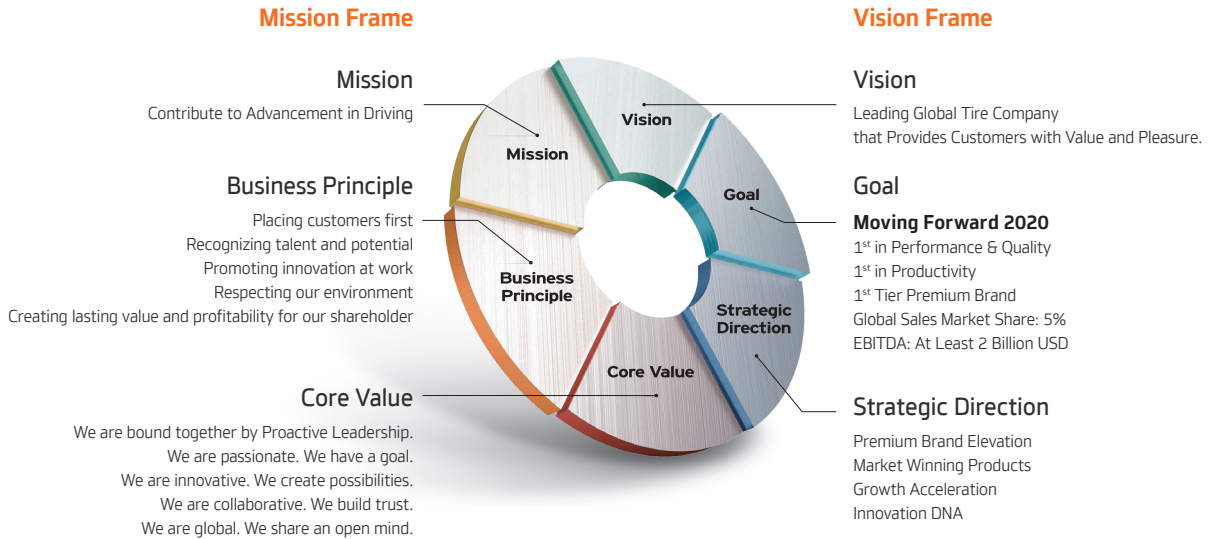 Mission Frame
Mission
Contribute to Advancement in Driving
Business Principle
Placing customers first
Recognizing talent and potential
Promoting innovation at work
Respecting our environment
Creating lasting value and profitability for our shareholder
Core Value
We are bound together by Proactive Leadership.
We are passionate. We have a goal.
We are innovative. We create possibilities.
We are collaborative. We build trust.
We are global. We share an open mind.
Vision
Mission
Goal
Business
Principle
Strategic
Direction
Core Value
Vision Frame
Vision
Leading Global Tire Company
that Provides Customers with Value and Pleasure.
Goal
Moving Forward 2020
1st in Performance & Quality
1st in Productivity
1st Tier Premium Brand
Global Sales Market Share: 5%
EBITDA: At Least 2 Billion USD
Strategic Direction
Premium Brand Elevation
Market Winning Products
Growth Acceleration
Innovation DNA